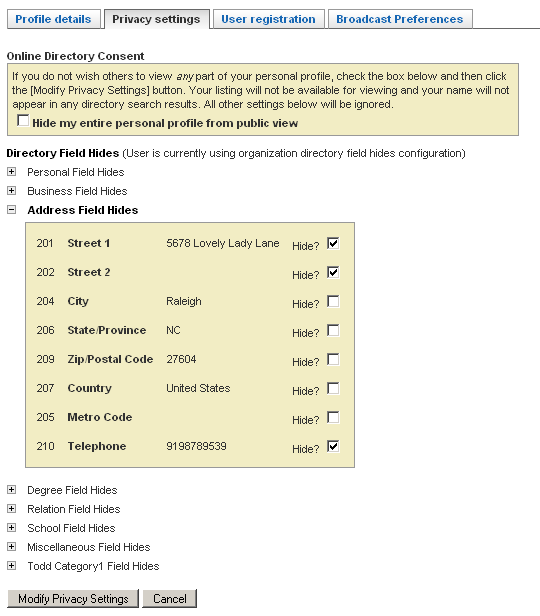 Profile details Privacy settings User registration Broadcast Preferences
Online Directory Consent
If you do not wish others to view any part of your personal profile, check the box below and then click
the [Modify Privacy Settings] button. Your listing will not be available for viewing and your name will not
appear in any directory search results. All other settings below will be ignored.
Hide my entire personal profile from public view
Directory Field Hides (User is currently using organization directory field hides configuration)
Personal Field Hides
Business Field Hides
Address Field Hides
201 Street 1 5678 Lovely Lady Lane Hide?
202 Street 2 Hide?
204 City Raleigh Hide?
206 State/Province NC Hide?
209 Zip/Postal Code 27604 Hide?
207 Country United States Hide?
205 Metro Code Hide?
210 Telephone 9198789539 Hide?
Degree Field Hides
Relation Field Hides
School Field Hides
Miscellaneous Field Hides
Todd Category1 Field Hides
Modify Privacy Settings Cancel